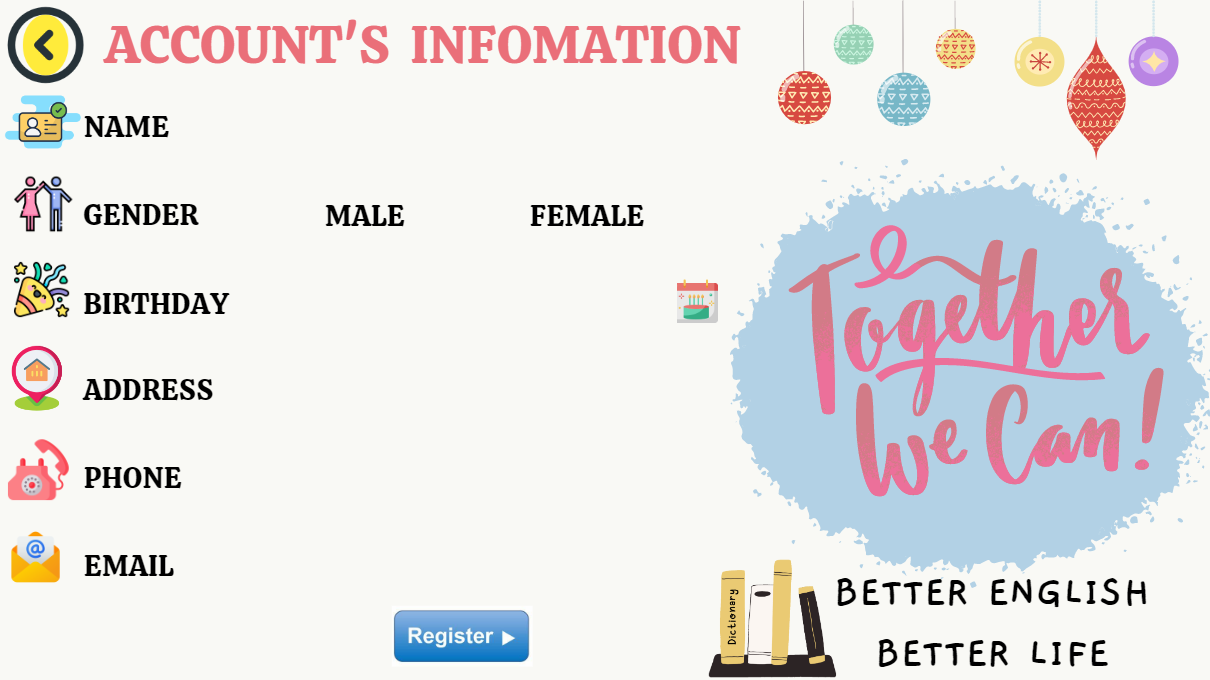 ACCOUNT'S INFOMATION
NAME
GENDER MALE FEMALE
BIRTHDAY
ADDRESS
PHONE
@
EMAIL
Register
Together
We Can!
Dictionary
BETTER ENGLISH
BETTER LIFE